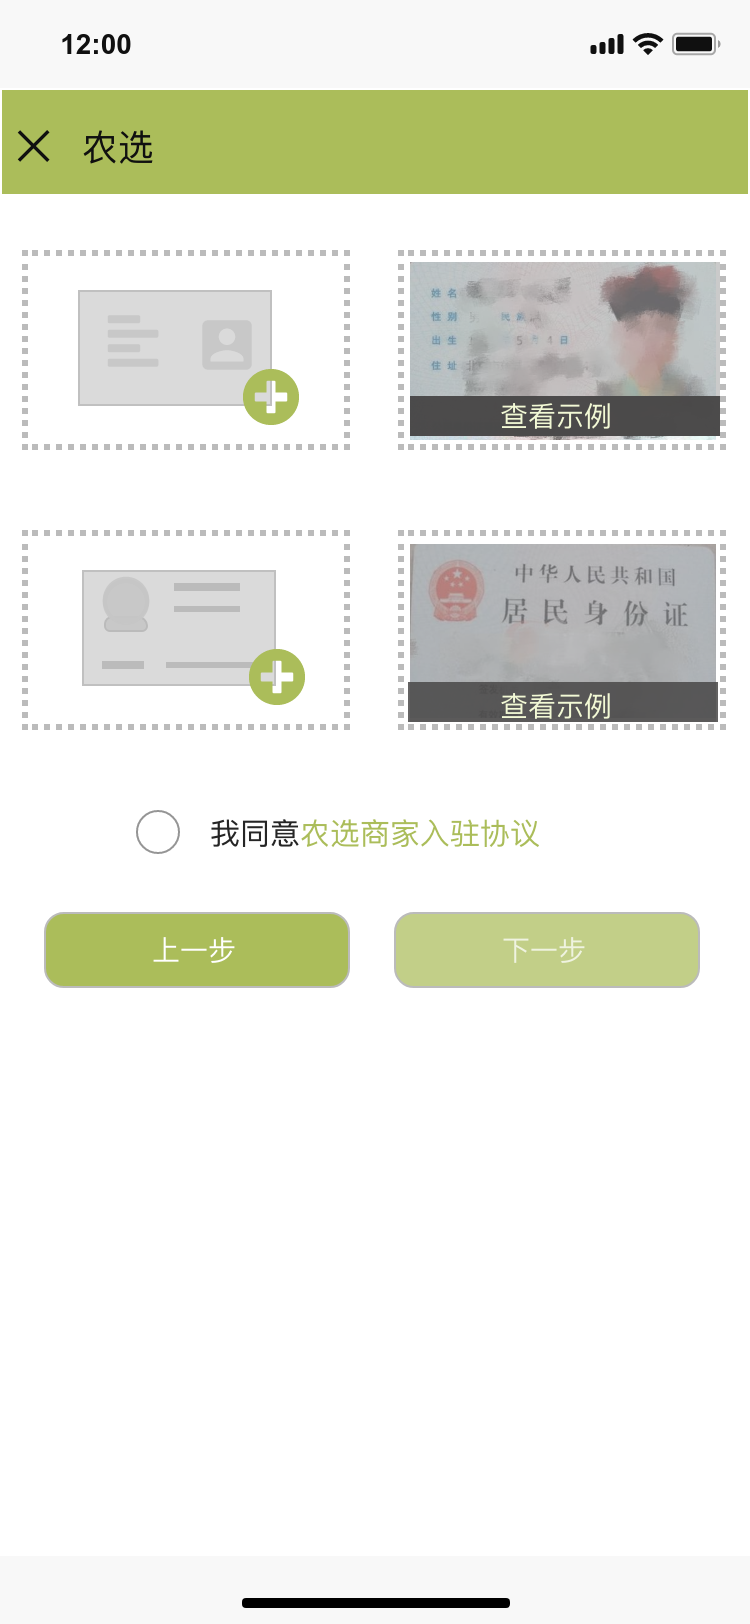 12:00
农选
姓名
性别
出生 5月1日
住址
查看示例
中华人民共和国
居民身份证
查看示例
我同意农选商家入驻协议
上一步
下一步